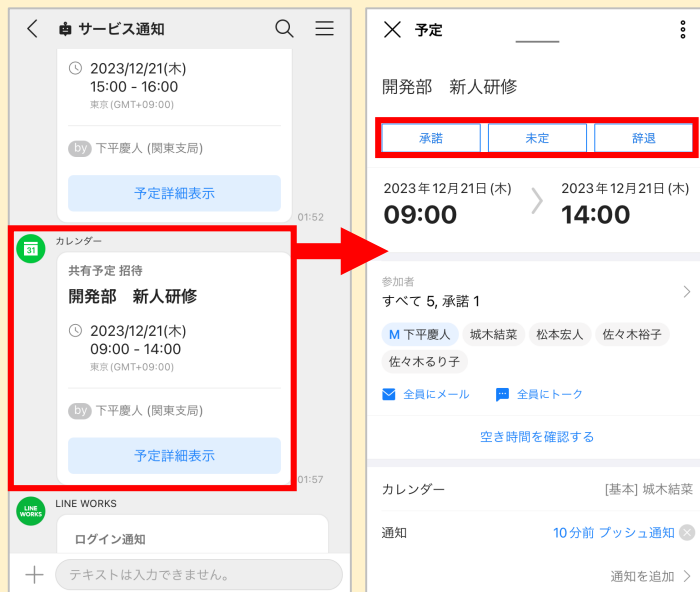 サービス通知
2023/12/21(木)
15:00 - 16:00
東京(GMT+09:00)
by 下平慶人 (関東支局)
予定詳細表示
01:52
カレンダー
31
共有予定 招待
開発部　新人研修
2023/12/21(木)
09:00 - 14:00
東京(GMT+09:00)
by 下平慶人 (関東支局)
予定詳細表示
01:57
LINE WORKS
LINE WORKS
ログイン通知
テキストは入力できません。
予定
開発部　新人研修
承諾 未定 辞退
2023年12月21日(木) 2023年12月21日(木)
09:00 14:00
参加者
すべて 5, 承諾 1
M 下平慶人 城木結菜 松本宏人 佐々木裕子
佐々木るり子
全員にメール 全員にトーク
空き時間を確認する
カレンダー [基本] 城木結菜
通知 10分前 プッシュ通知
通知を追加